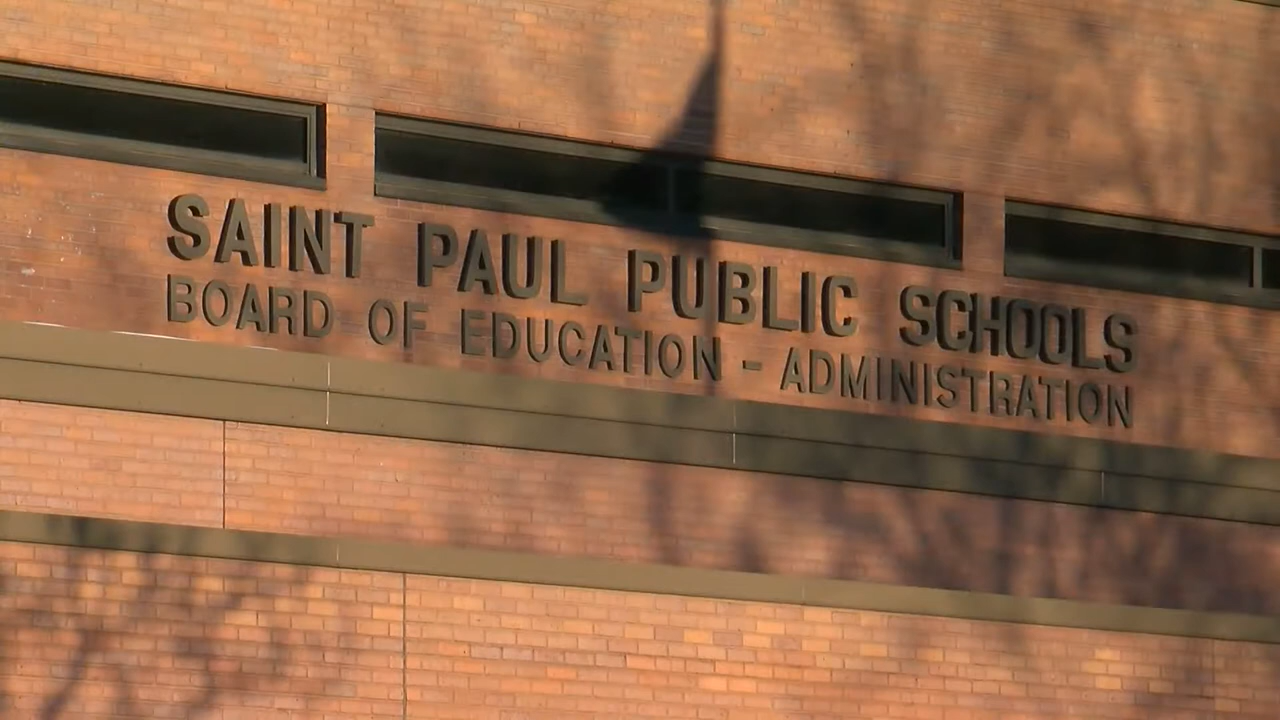 SAINT PAUL PUBLIC SCHOOLS
BOARD OF EDUCATION - ADMINISTRATION